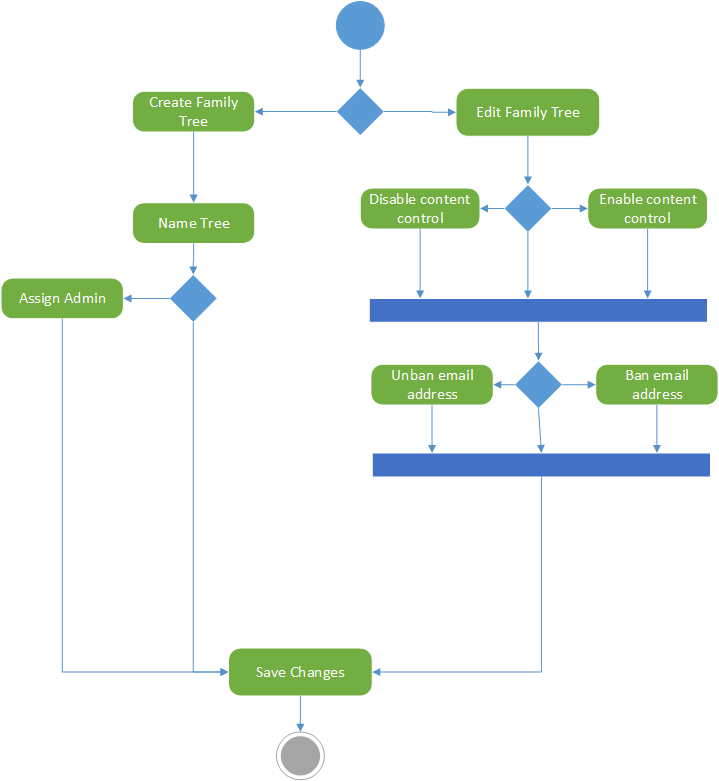 Create Family
Tree
Edit Family Tree
Disable content
control
Enable content
control
Name Tree
Assign Admin
Unban email
address
Ban email
address
Save Changes